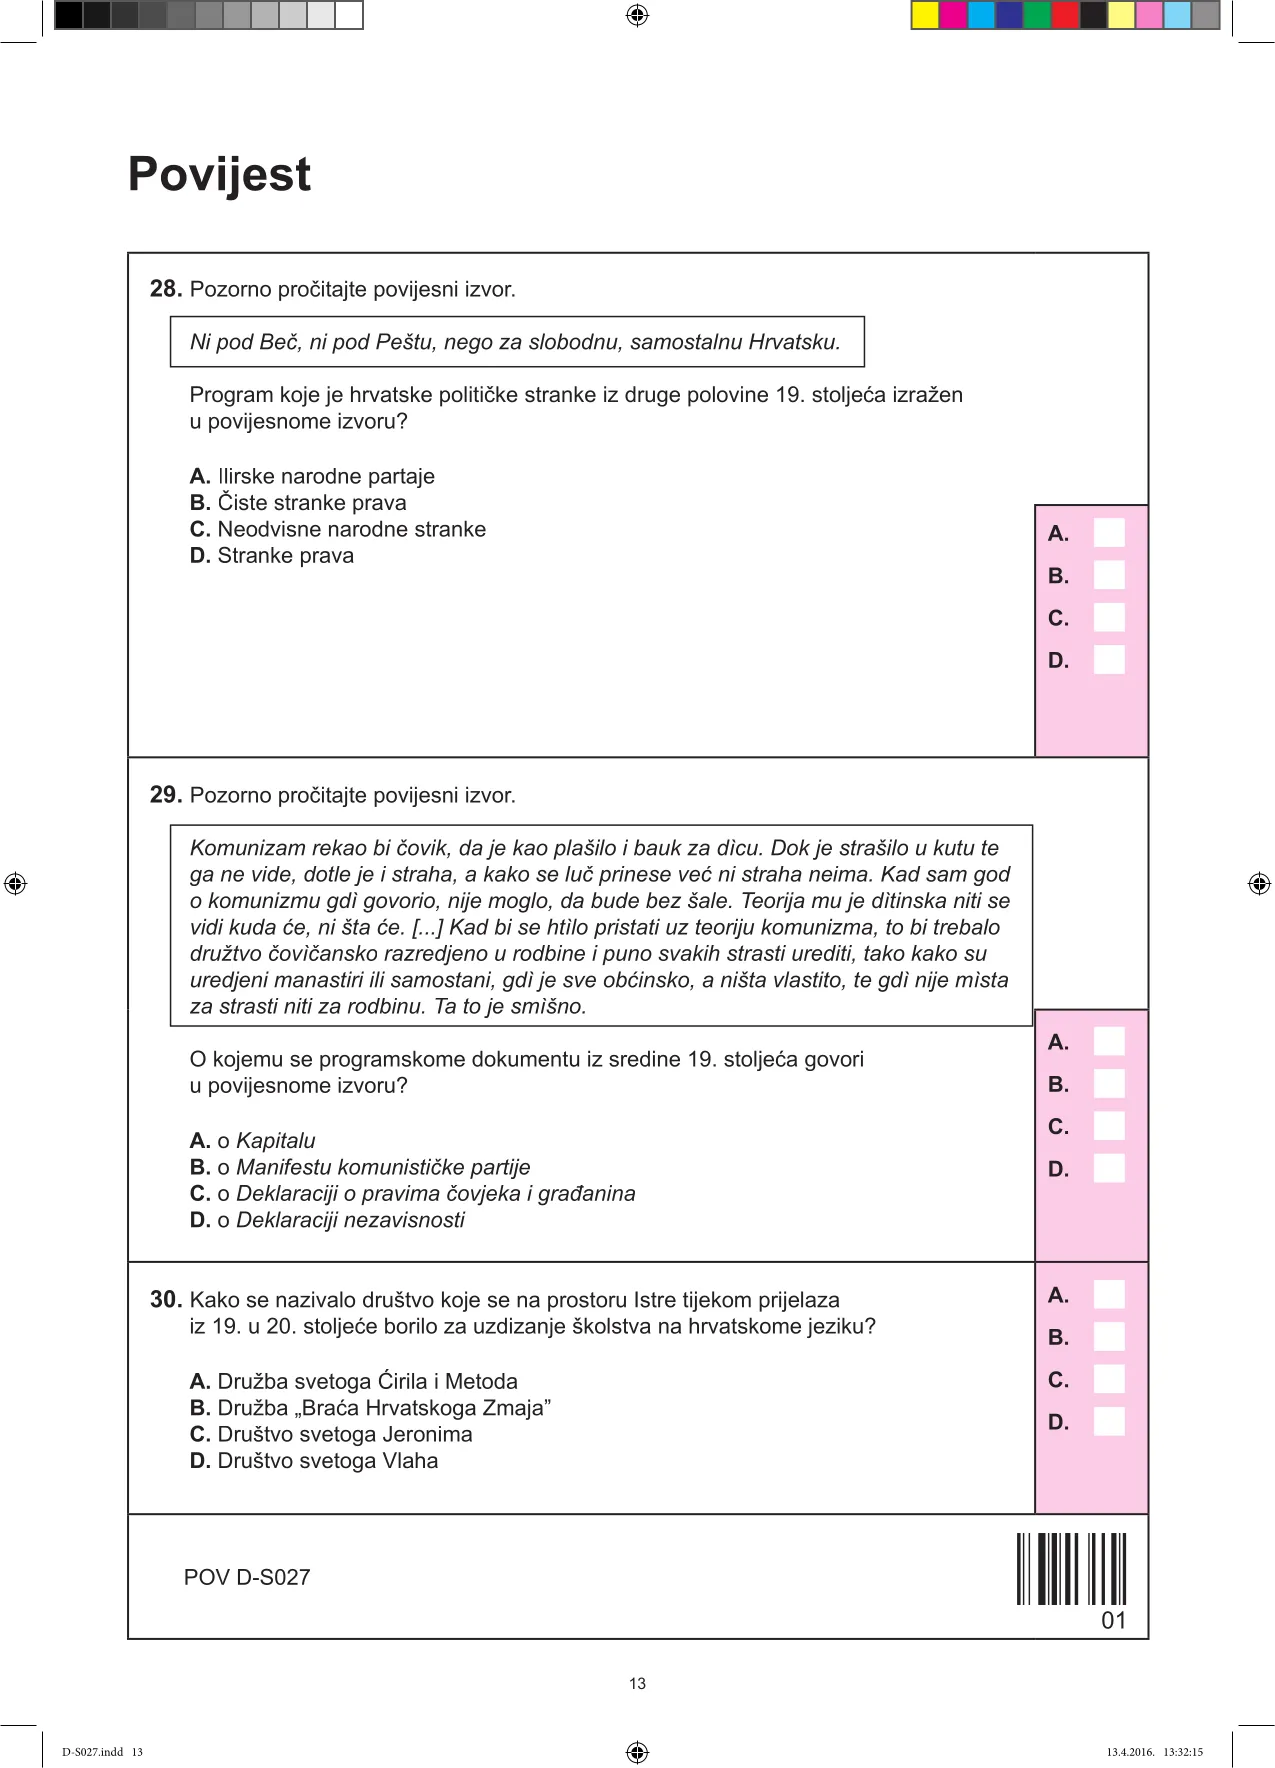 Povijest
28. Pozorno pročitajte povijesni izvor.
Ni pod Beč, ni pod Peštu, nego za slobodnu, samostalnu Hrvatsku.
Program koje je hrvatske političke stranke iz druge polovine 19. stoljeća izražen
u povijesnome izvoru?
A. Ilirske narodne partaje
B. Čiste stranke prava
C. Neodvisne narodne stranke
D. Stranke prava
A.
B.
C.
D.
29. Pozorno pročitajte povijesni izvor.
Komunizam rekao bi čovik, da je kao plašilo i bauk za dìcu. Dok je strašilo u kutu te
ga ne vide, dotle je i straha, a kako se luč prinese već ni straha neima. Kad sam god
o komunizmu gdì govorio, nije moglo, da bude bez šale. Teorija mu je dìtinska niti se
vidi kuda će, ni šta će. [...] Kad bi se htìlo pristati uz teoriju komunizma, to bi trebalo
družtvo čovìčansko razredjeno u rodbine i puno svakih strasti urediti, tako kako su
uredjeni manastiri ili samostani, gdì je sve obćinsko, a ništa vlastito, te gdì nije mìsta
za strasti niti za rodbinu. Ta to je smìšno.
O kojemu se programskome dokumentu iz sredine 19. stoljeća govori
u povijesnome izvoru?
A. o Kapitalu
B. o Manifestu komunističke partije
C. o Deklaraciji o pravima čovjeka i građanina
D. o Deklaraciji nezavisnosti
A.
B.
C.
D.
30. Kako se nazivalo društvo koje se na prostoru Istre tijekom prijelaza
iz 19. u 20. stoljeće borilo za uzdizanje školstva na hrvatskome jeziku?
A. Družba svetoga Ćirila i Metoda
B. Družba „Braća Hrvatskoga Zmaja”
C. Društvo svetoga Jeronima
D. Društvo svetoga Vlaha
A.
B.
C.
D.
POV D-S027
01
13
D-S027.indd 13
13.4.2016. 13:32:15